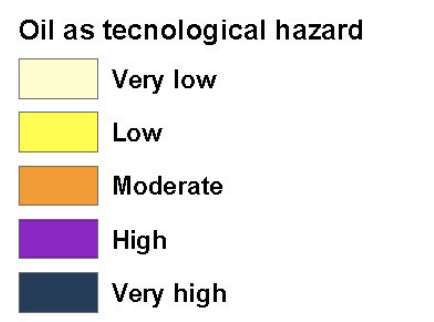 Oil as tecnological hazard
Very low
Low
Moderate
High
Very high